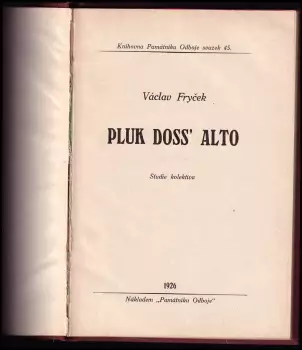 Knihovna Památníku Odboje svazek 45.
Václav Fryček
PLUK DOSS' ALTO
Studie kolektiva
1926
Nákladem „Památníku Odboje".